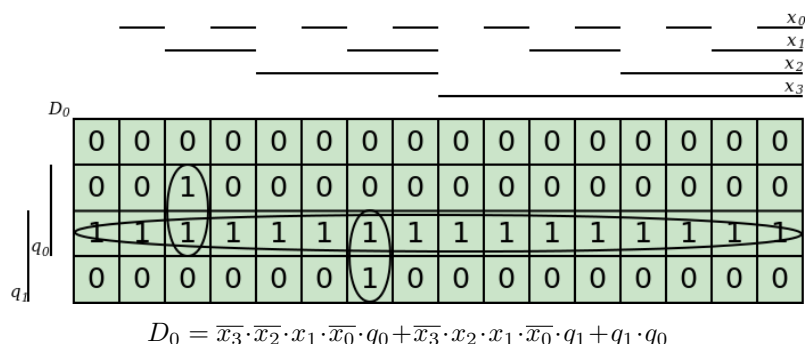 x₀
x₁
x₂
x₃
D₀
0 0 0 0 0 0 0 0 0 0 0 0 0 0 0 0
0 0 1 0 0 0 0 0 0 0 0 0 0 0 0 0
1 1 1 1 1 1 1 1 1 1 1 1 1 1 1 1
q₀
0 0 0 0 0 0 1 0 0 0 0 0 0 0 0 0
q₁
D₀ = x̅₃·x̅₂·x₁·x̅₀·q₀+x̅₃·x₂·x₁·x̅₀·q₁+q₁·q₀